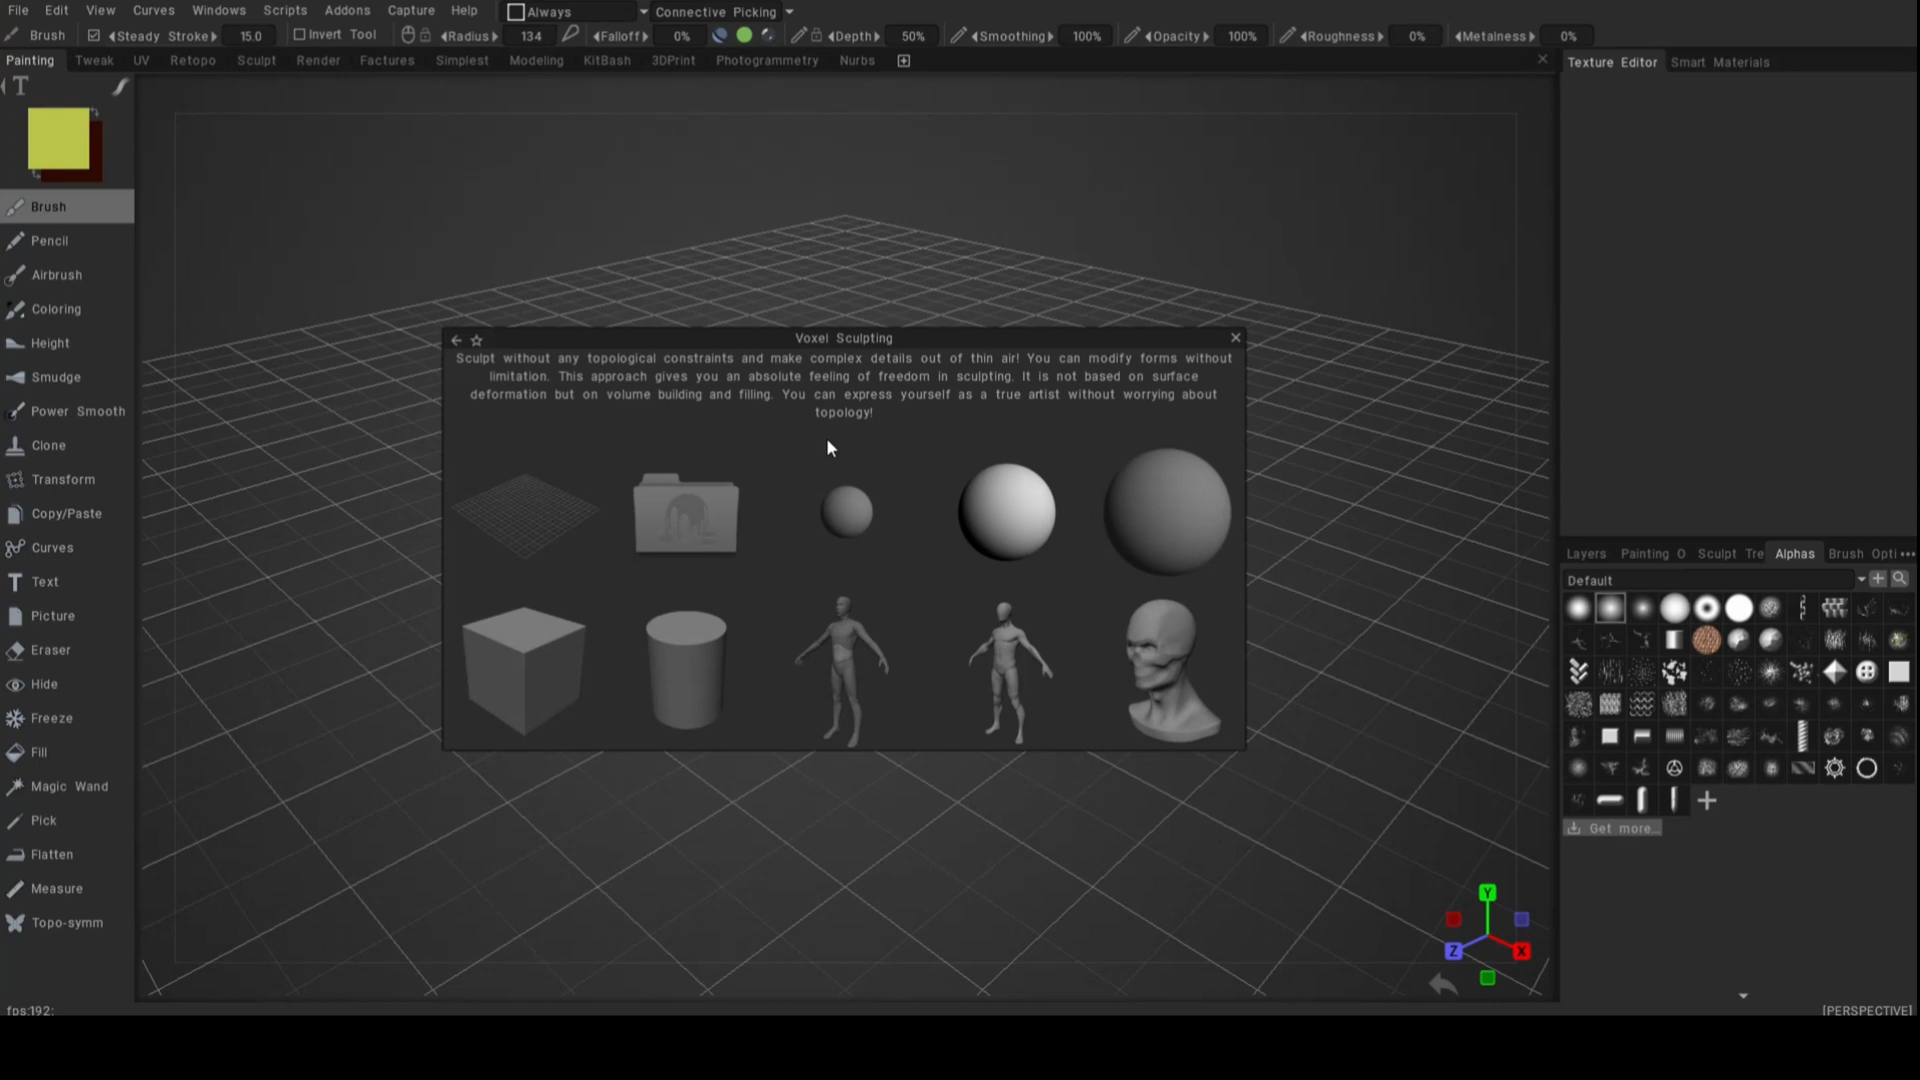 File Edit View Curves Windows Scripts Addons Capture Help Always Connective Picking
Brush Steady Stroke 15.0 Invert Tool Radius 134 Falloff 0% Depth 50% Smoothing 100% Opacity 100% Roughness 0% Metalness 0%
Painting Tweak UV Retopo Sculpt Render Factures Simplest Modeling KitBash 3DPrint Photogrammetry Nurbs
Texture Editor Smart Materials
T
Brush
Pencil
Airbrush
Coloring
Height
Smudge
Power Smooth
Clone
Transform
Copy/Paste
Curves
Text
Picture
Eraser
Hide
Freeze
Fill
Magic Wand
Pick
Flatten
Measure
Topo-symm
Voxel Sculpting
Sculpt without any topological constraints and make complex details out of thin air! You can modify forms without
limitation. This approach gives you an absolute feeling of freedom in sculpting. It is not based on surface
deformation but on volume building and filling. You can express yourself as a true artist without worrying about
topology!
Layers Painting O Sculpt Tre Alphas Brush Opti
Default
Get more...
Y
Z
X
fps:192;
[PERSPECTIVE]